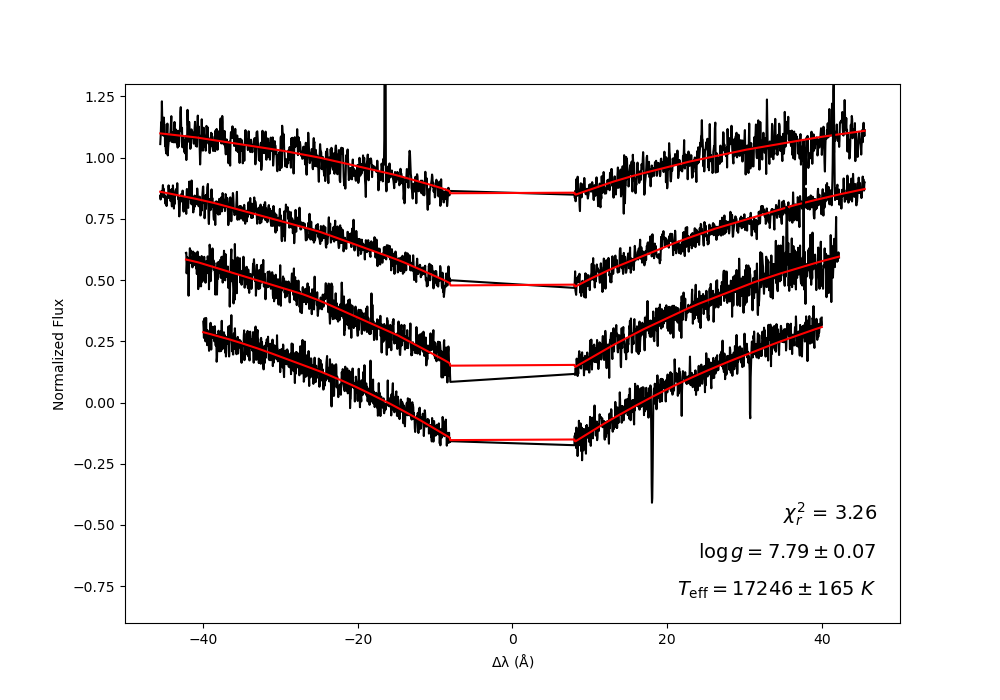 1.25
1.00
0.75
0.50
0.25
0.00
−0.25
−0.50
−0.75
Normalized Flux
χ²ᵣ = 3.26
log g = 7.79 ± 0.07
T_eff = 17246 ± 165 K
−40 −20 0 20 40
Δλ (Å)